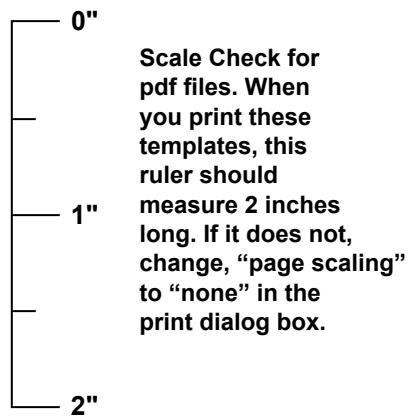 0"
Scale Check for
pdf files. When
you print these
templates, this
ruler should
1"
measure 2 inches
long. If it does not,
change, “page scaling”
to “none” in the
print dialog box.
2"